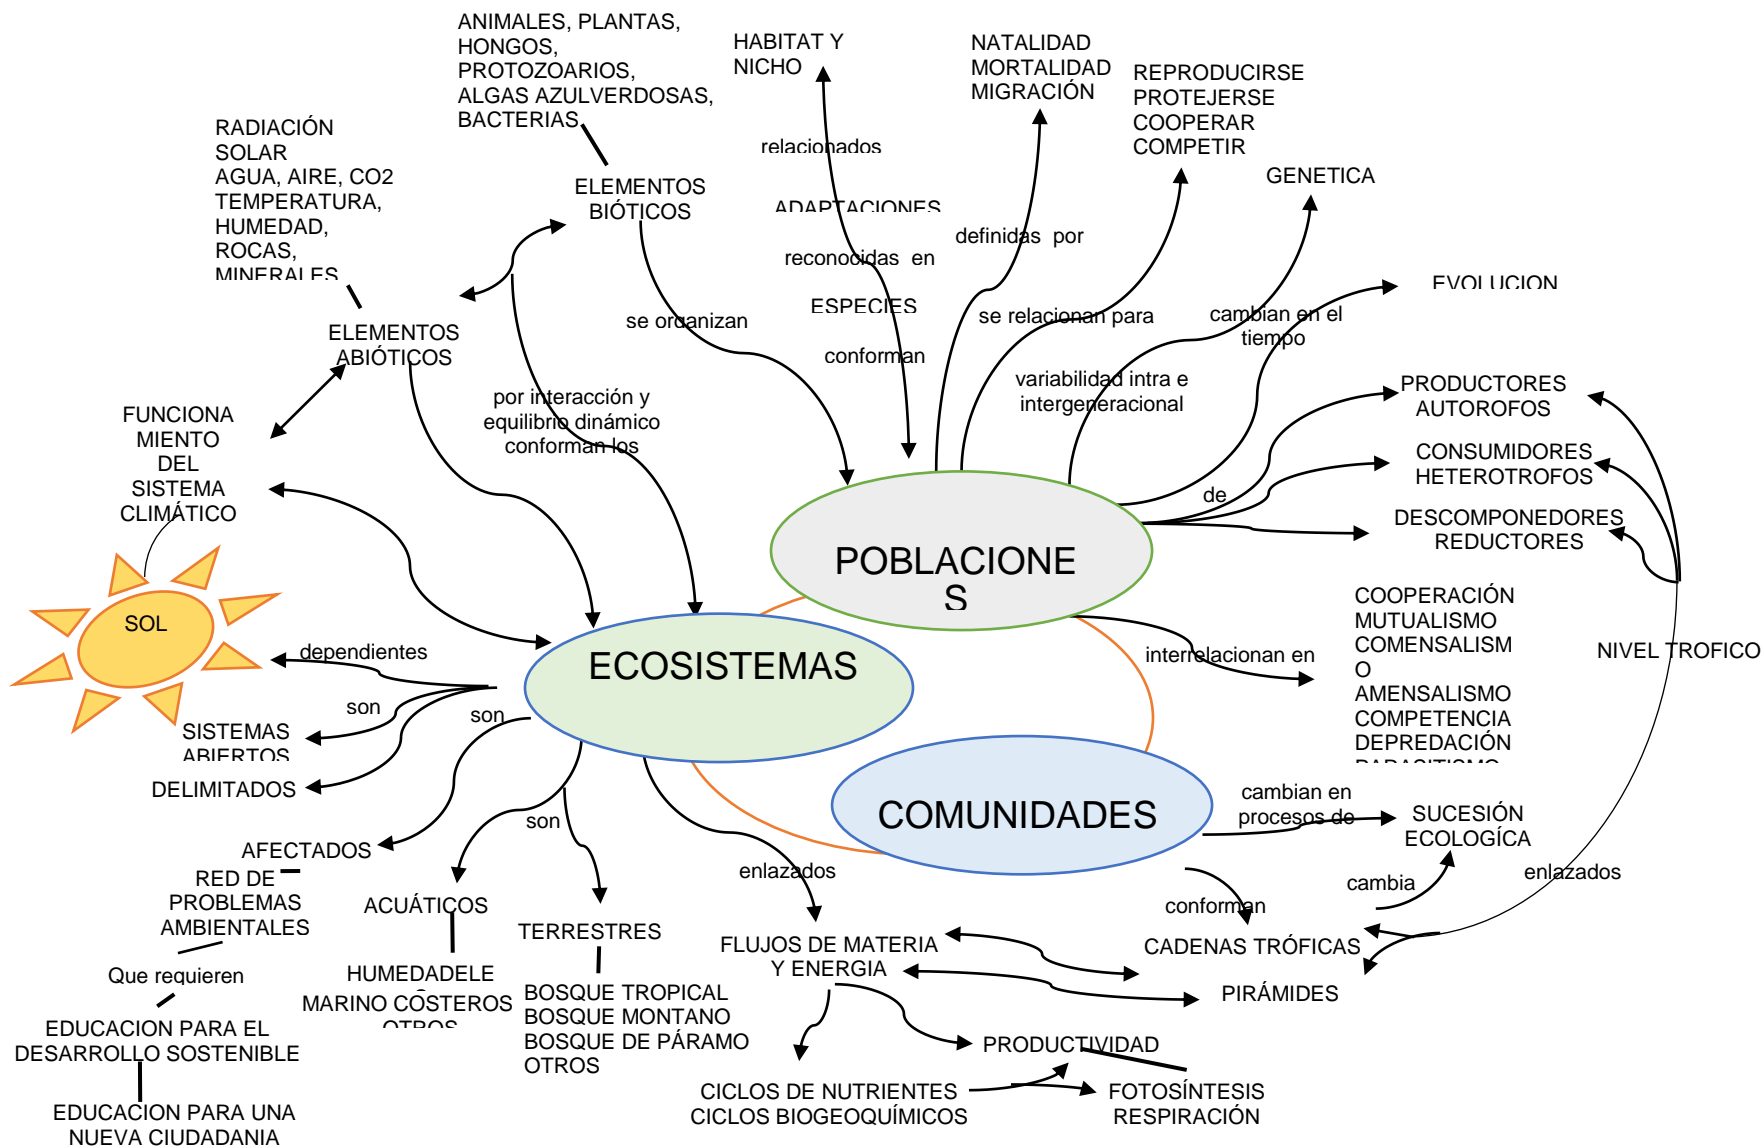 ANIMALES, PLANTAS,
HONGOS,
PROTOZOARIOS,
ALGAS AZULVERDOSAS,
BACTERIAS
HABITAT Y
NICHO
NATALIDAD
MORTALIDAD
MIGRACIÓN
REPRODUCIRSE
PROTEJERSE
COOPERAR
COMPETIR
RADIACIÓN
SOLAR
AGUA, AIRE, CO2
TEMPERATURA,
HUMEDAD,
ROCAS,
MINERALES
relacionados
GENETICA
ELEMENTOS
BIÓTICOS
ADAPTACIONES
definidas por
reconocidas en
EVOLUCION
ESPECIES
se organizan
se relacionan para
cambian en el
tiempo
ELEMENTOS
ABIÓTICOS
conforman
variabilidad intra e
intergeneracional
por interacción y
equilibrio dinámico
conforman los
PRODUCTORES
AUTOROFOS
FUNCIONA
MIENTO
DEL
SISTEMA
CLIMÁTICO
CONSUMIDORES
HETEROTROFOS
de
DESCOMPONEDORES
REDUCTORES
POBLACIONE
S
COOPERACIÓN
MUTUALISMO
COMENSALISM
O
AMENSALISMO
COMPETENCIA
DEPREDACIÓN
PARASITISMO
SOL
dependientes
ECOSISTEMAS
interrelacionan en
NIVEL TROFICO
son
son
SISTEMAS
ABIERTOS
DELIMITADOS
COMUNIDADES
cambian en
procesos de
SUCESIÓN
ECOLOGÍCA
son
AFECTADOS
enlazados
enlazados
cambia
RED DE
PROBLEMAS
AMBIENTALES
ACUÁTICOS
conforman
TERRESTRES
FLUJOS DE MATERIA
Y ENERGIA
CADENAS TRÓFICAS
Que requieren
HUMEDADELE
MARINO CÓSTEROS
OTROS
BOSQUE TROPICAL
BOSQUE MONTANO
BOSQUE DE PÁRAMO
OTROS
PIRÁMIDES
EDUCACION PARA EL
DESARROLLO SOSTENIBLE
PRODUCTIVIDAD
CICLOS DE NUTRIENTES
CICLOS BIOGEOQUÍMICOS
FOTOSÍNTESIS
RESPIRACIÓN
EDUCACION PARA UNA
NUEVA CIUDADANIA